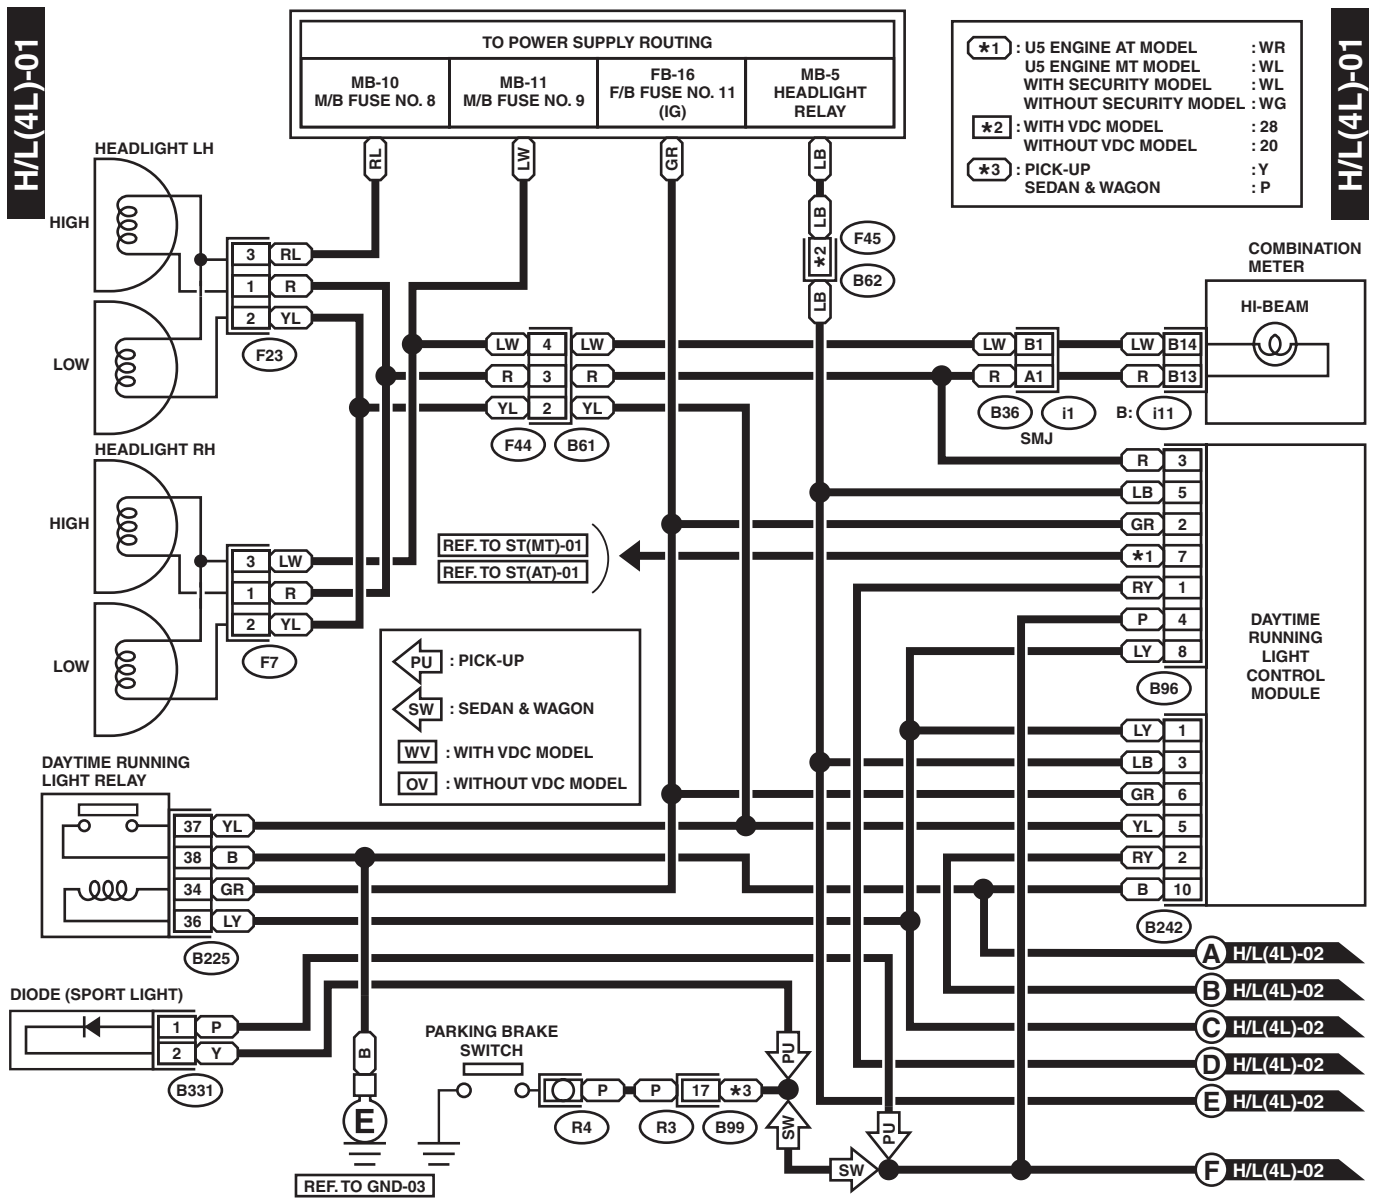 H/L(4L)-01
H/L(4L)-01
TO POWER SUPPLY ROUTING
MB-10
M/B FUSE NO. 8
MB-11
M/B FUSE NO. 9
FB-16
F/B FUSE NO. 11
(IG)
MB-5
HEADLIGHT
RELAY
*1 : U5 ENGINE AT MODEL : WR
U5 ENGINE MT MODEL : WL
WITH SECURITY MODEL : WL
WITHOUT SECURITY MODEL : WG
*2 : WITH VDC MODEL : 28
WITHOUT VDC MODEL : 20
*3 : PICK-UP : Y
SEDAN & WAGON : P
RL
LW
GR
LB
LB
*2
LB
F45
B62
HEADLIGHT LH
HIGH
LOW
3 RL
1 R
2 YL
F23
LW 4 LW
R 3 R
YL 2 YL
F44
B61
LW B1
R A1
B36
i1
SMJ
LW B14
R B13
B: i11
COMBINATION
METER
HI-BEAM
HEADLIGHT RH
HIGH
LOW
3 LW
1 R
2 YL
F7
REF. TO ST(MT)-01
REF. TO ST(AT)-01
R 3
LB 5
GR 2
*1 7
RY 1
P 4
LY 8
B96
DAYTIME
RUNNING
LIGHT
CONTROL
MODULE
LY 1
LB 3
GR 6
YL 5
RY 2
B 10
B242
PU : PICK-UP
SW : SEDAN & WAGON
WV : WITH VDC MODEL
OV : WITHOUT VDC MODEL
DAYTIME RUNNING
LIGHT RELAY
37 YL
38 B
34 GR
36 LY
B225
DIODE (SPORT LIGHT)
1 P
2 Y
B331
B
E
REF. TO GND-03
PARKING BRAKE
SWITCH
P
P
17
*3
R4
R3
B99
PU
SW
SW
PU
A H/L(4L)-02
B H/L(4L)-02
C H/L(4L)-02
D H/L(4L)-02
E H/L(4L)-02
F H/L(4L)-02